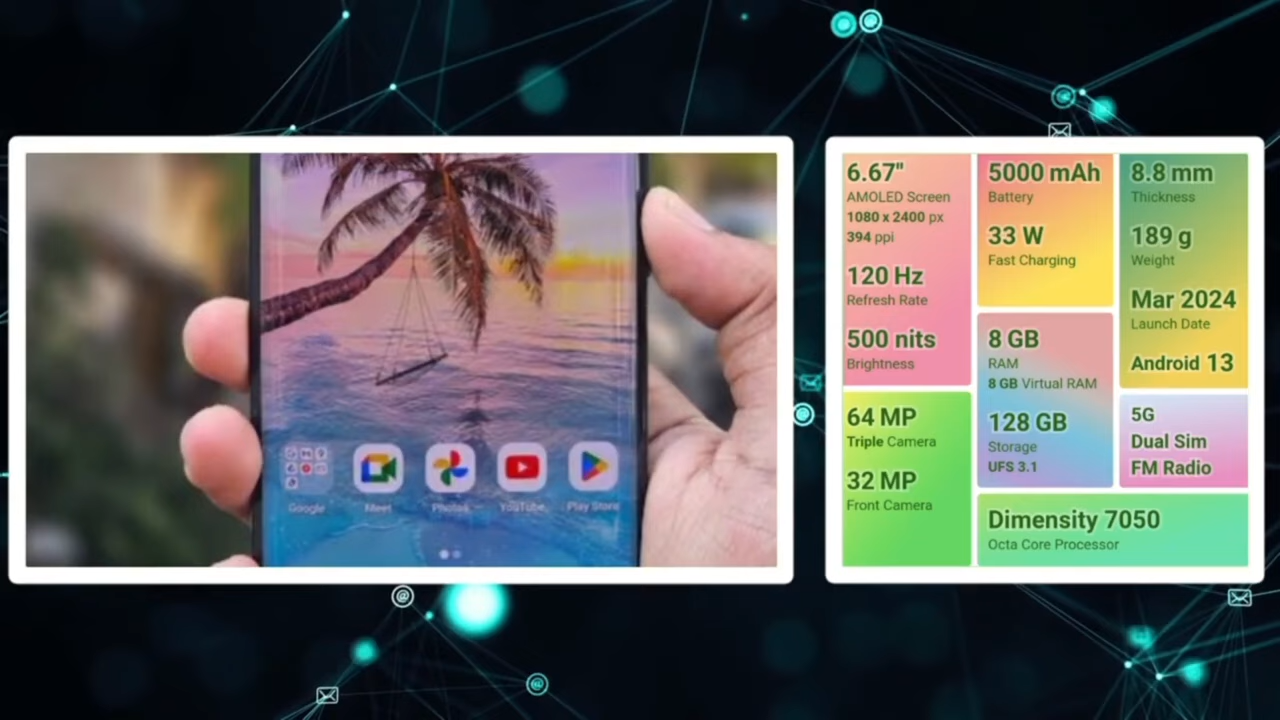 Google
Meet
Photos
YouTube
Play Store
6.67"
AMOLED Screen
1080 x 2400 px
394 ppi
120 Hz
Refresh Rate
500 nits
Brightness
64 MP
Triple Camera
32 MP
Front Camera
5000 mAh
Battery
33 W
Fast Charging
8 GB
RAM
8 GB Virtual RAM
128 GB
Storage
UFS 3.1
8.8 mm
Thickness
189 g
Weight
Mar 2024
Launch Date
Android 13
5G
Dual Sim
FM Radio
Dimensity 7050
Octa Core Processor